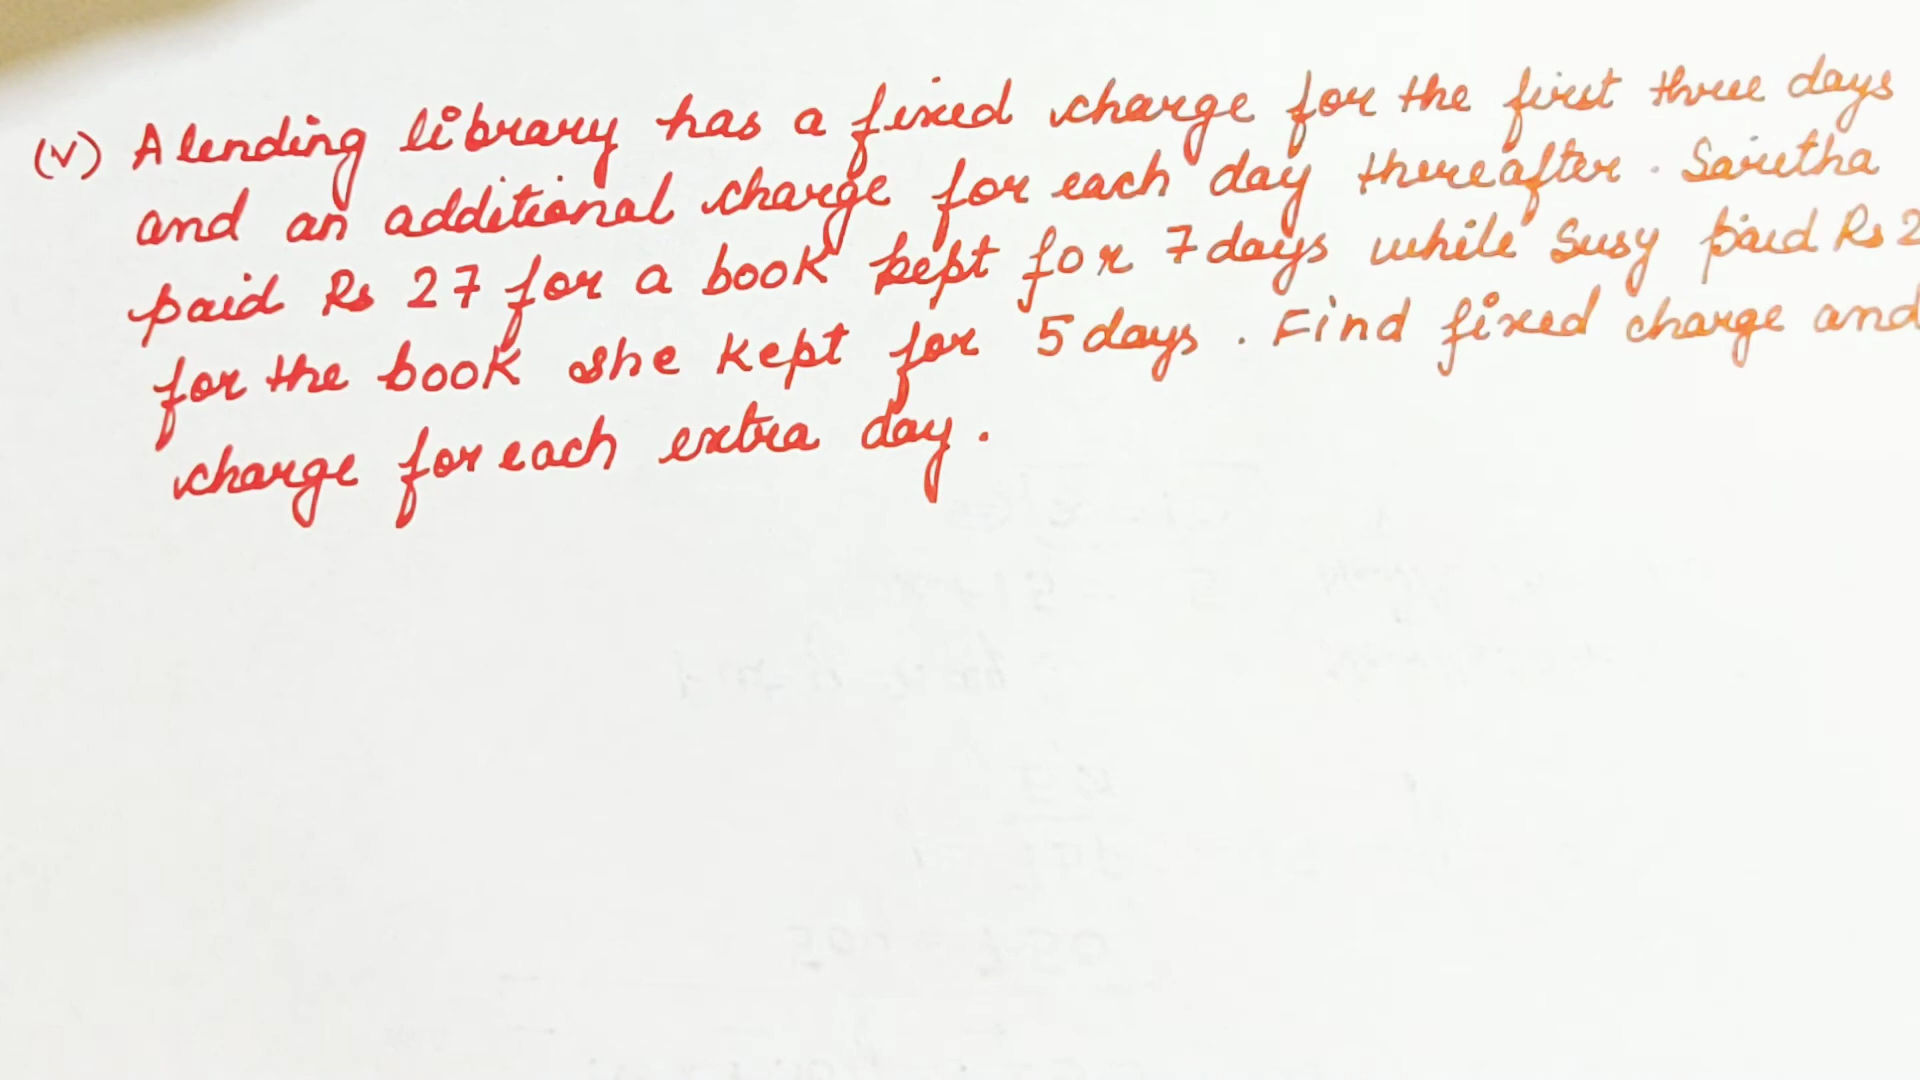 (V) A lending library has a fixed charge for the first three days
and an additional charge for each day thereafter. Saritha
paid Rs 27 for a book kept for 7 days while Susy paid Rs 2
for the book she kept for 5 days. Find fixed charge and
charge for each extra day.